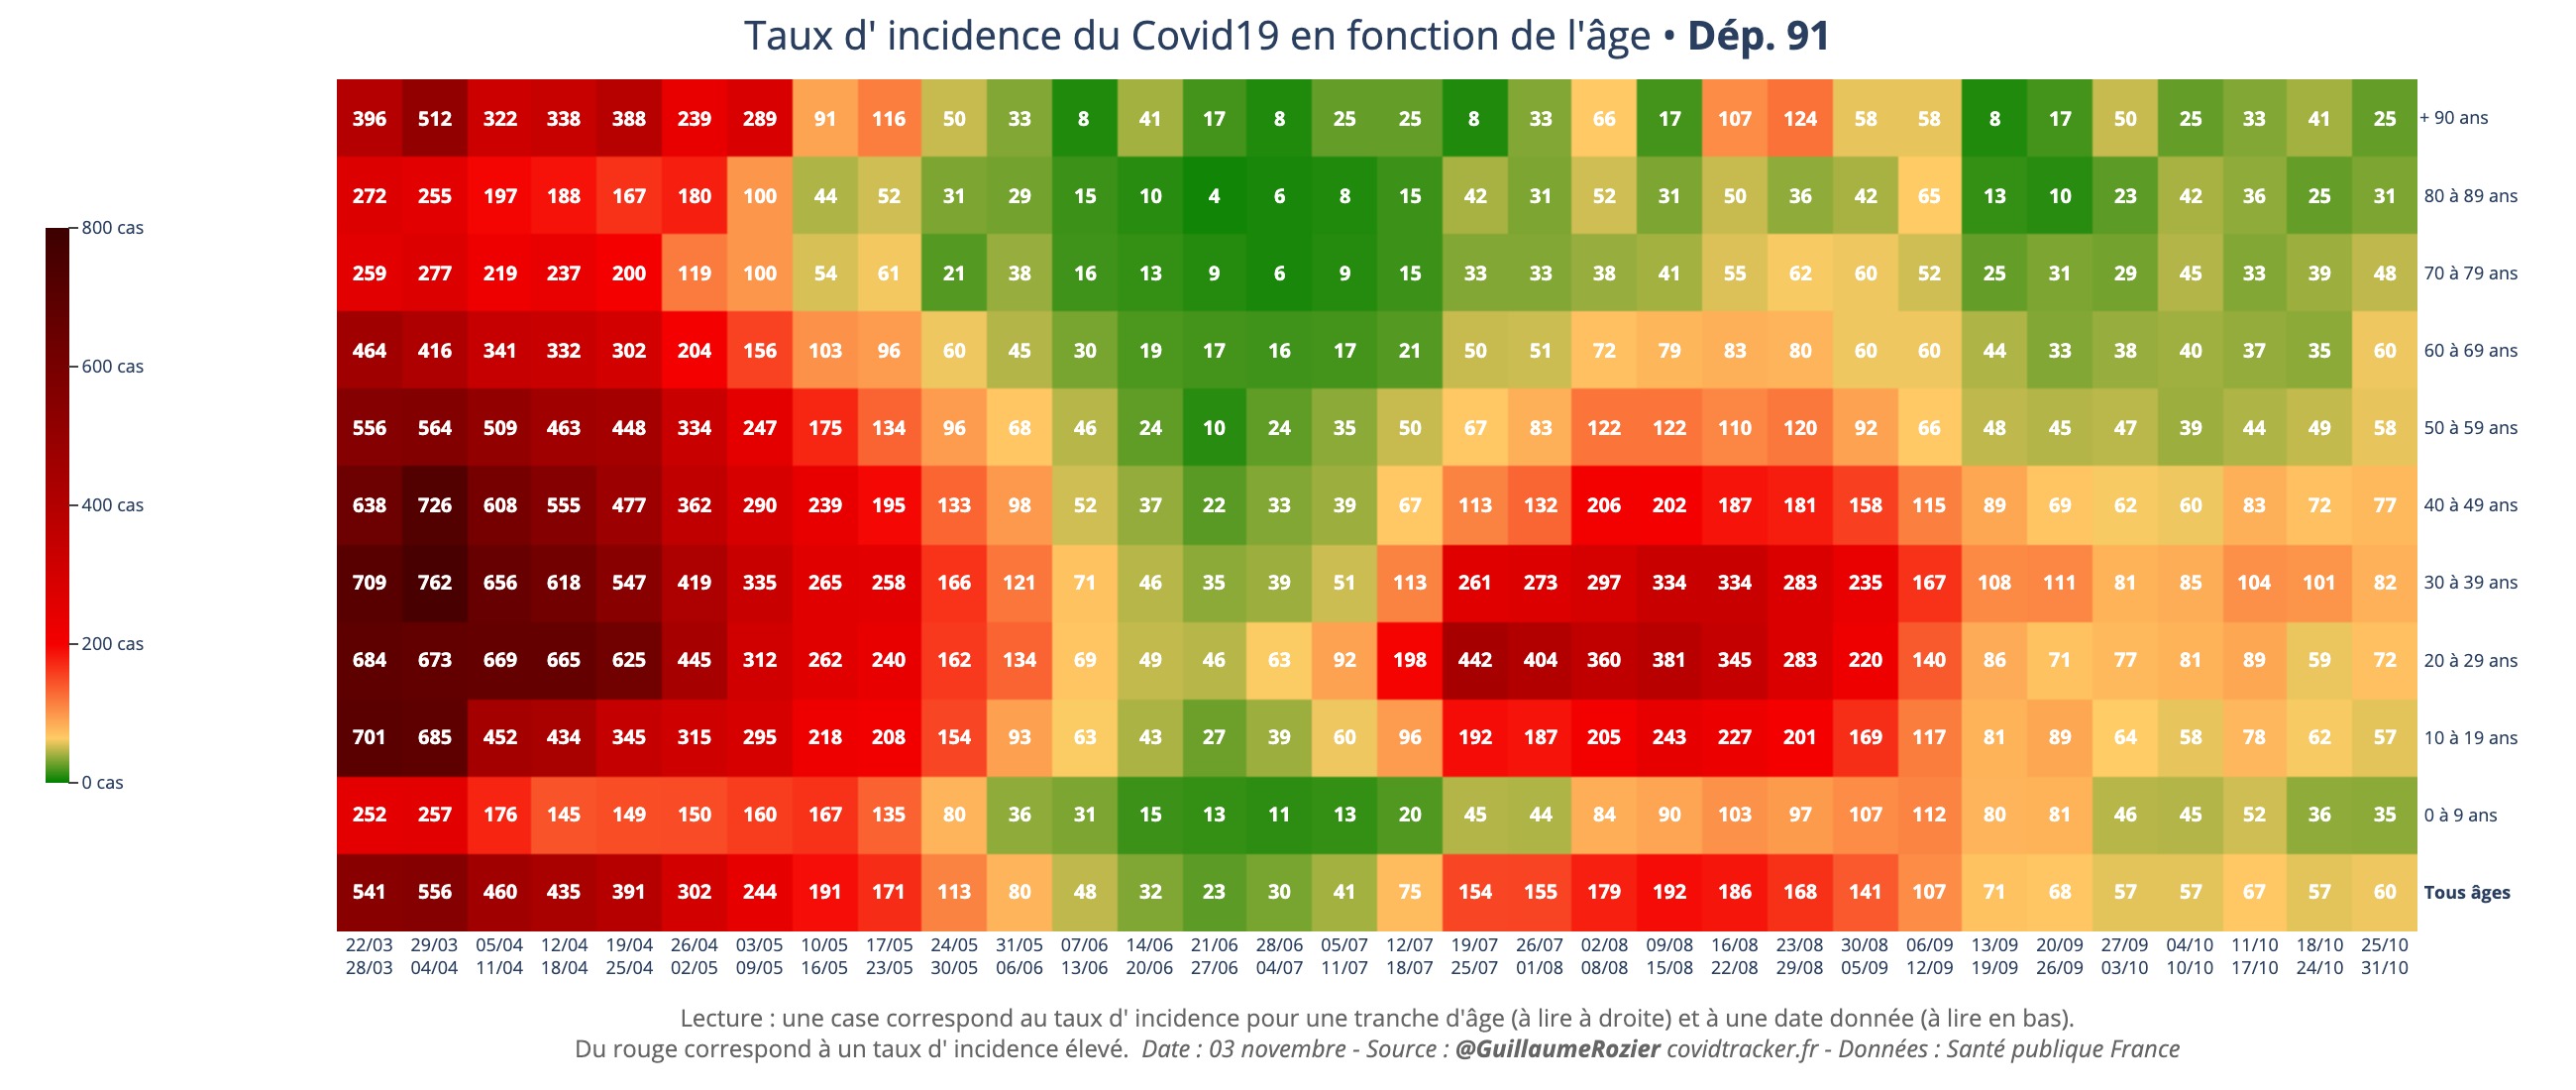 Taux d' incidence du Covid19 en fonction de l'âge • Dép. 91
800 cas
600 cas
400 cas
200 cas
0 cas
396 512 322 338 388 239 289 91 116 50 33 8 41 17 8 25 25 8 33 66 17 107 124 58 58 8 17 50 25 33 41 25 + 90 ans
272 255 197 188 167 180 100 44 52 31 29 15 10 4 6 8 15 42 31 52 31 50 36 42 65 13 10 23 42 36 25 31 80 à 89 ans
259 277 219 237 200 119 100 54 61 21 38 16 13 9 6 9 15 33 33 38 41 55 62 60 52 25 31 29 45 33 39 48 70 à 79 ans
464 416 341 332 302 204 156 103 96 60 45 30 19 17 16 17 21 50 51 72 79 83 80 60 60 44 33 38 40 37 35 60 60 à 69 ans
556 564 509 463 448 334 247 175 134 96 68 46 24 10 24 35 50 67 83 122 122 110 120 92 66 48 45 47 39 44 49 58 50 à 59 ans
638 726 608 555 477 362 290 239 195 133 98 52 37 22 33 39 67 113 132 206 202 187 181 158 115 89 69 62 60 83 72 77 40 à 49 ans
709 762 656 618 547 419 335 265 258 166 121 71 46 35 39 51 113 261 273 297 334 334 283 235 167 108 111 81 85 104 101 82 30 à 39 ans
684 673 669 665 625 445 312 262 240 162 134 69 49 46 63 92 198 442 404 360 381 345 283 220 140 86 71 77 81 89 59 72 20 à 29 ans
701 685 452 434 345 315 295 218 208 154 93 63 43 27 39 60 96 192 187 205 243 227 201 169 117 81 89 64 58 78 62 57 10 à 19 ans
252 257 176 145 149 150 160 167 135 80 36 31 15 13 11 13 20 45 44 84 90 103 97 107 112 80 81 46 45 52 36 35 0 à 9 ans
541 556 460 435 391 302 244 191 171 113 80 48 32 23 30 41 75 154 155 179 192 186 168 141 107 71 68 57 57 67 57 60 Tous âges
22/03 29/03 05/04 12/04 19/04 26/04 03/05 10/05 17/05 24/05 31/05 07/06 14/06 21/06 28/06 05/07 12/07 19/07 26/07 02/08 09/08 16/08 23/08 30/08 06/09 13/09 20/09 27/09 04/10 11/10 18/10 25/10
28/03 04/04 11/04 18/04 25/04 02/05 09/05 16/05 23/05 30/05 06/06 13/06 20/06 27/06 04/07 11/07 18/07 25/07 01/08 08/08 15/08 22/08 29/08 05/09 12/09 19/09 26/09 03/10 10/10 17/10 24/10 31/10
Lecture : une case correspond au taux d' incidence pour une tranche d'âge (à lire à droite) et à une date donnée (à lire en bas).
Du rouge correspond à un taux d' incidence élevé. Date : 03 novembre - Source : @GuillaumeRozier covidtracker.fr - Données : Santé publique France